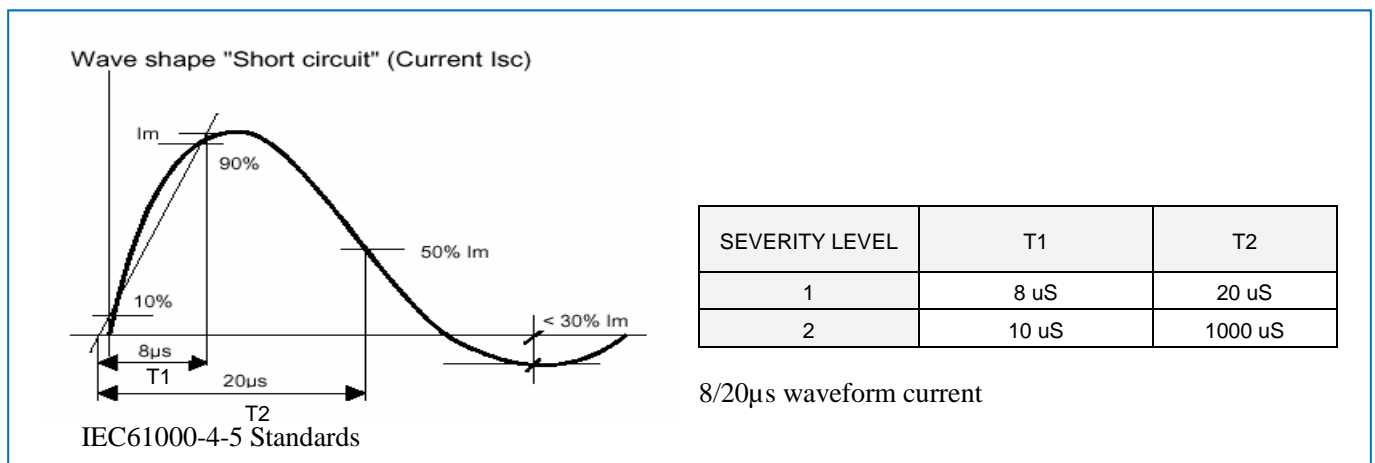 Wave shape "Short circuit" (Current Isc)
Im
90%
50% Im
10%
< 30% Im
8µs
T1
20µs
T2
IEC61000-4-5 Standards
SEVERITY LEVEL T1 T2
1 8 uS 20 uS
2 10 uS 1000 uS
8/20µs waveform current